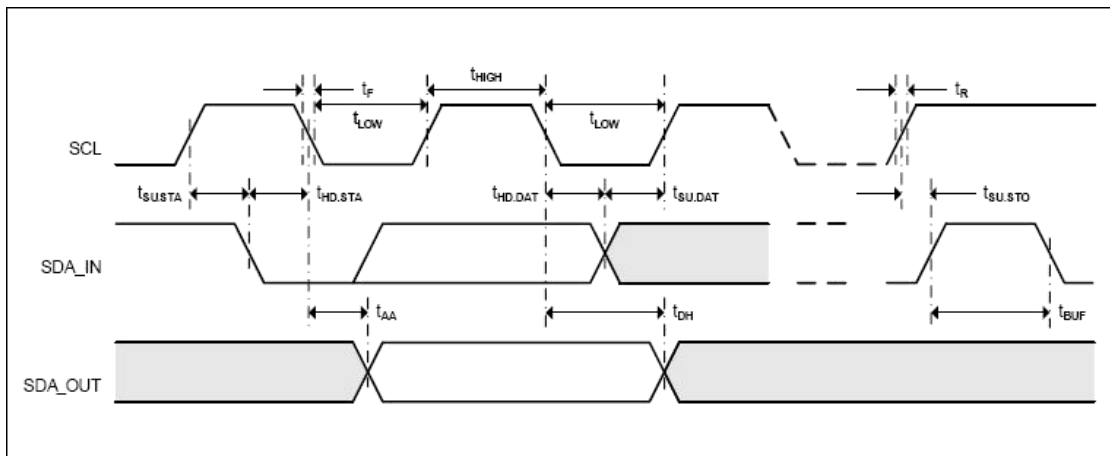 tHIGH
tF
tR
tLOW
tLOW
SCL
tSU.STA
tHD.STA
tHD.DAT
tSU.DAT
tSU.STO
SDA_IN
tAA
tDH
tBUF
SDA_OUT